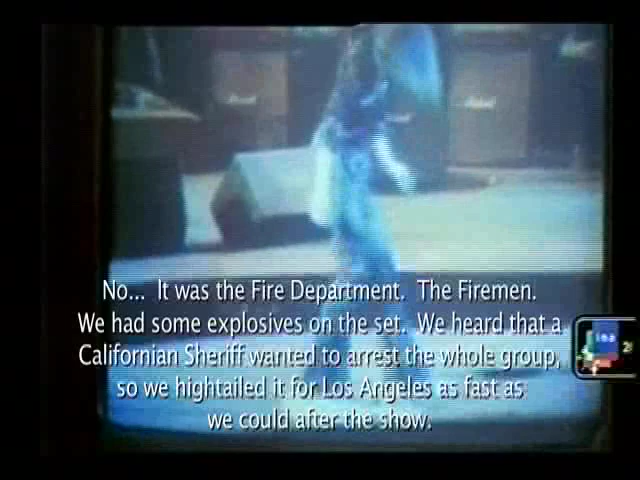 No... It was the Fire Department. The Firemen.
We had some explosives on the set. We heard that a
Californian Sheriff wanted to arrest the whole group,
so we hightailed it for Los Angeles as fast as
we could after the show.